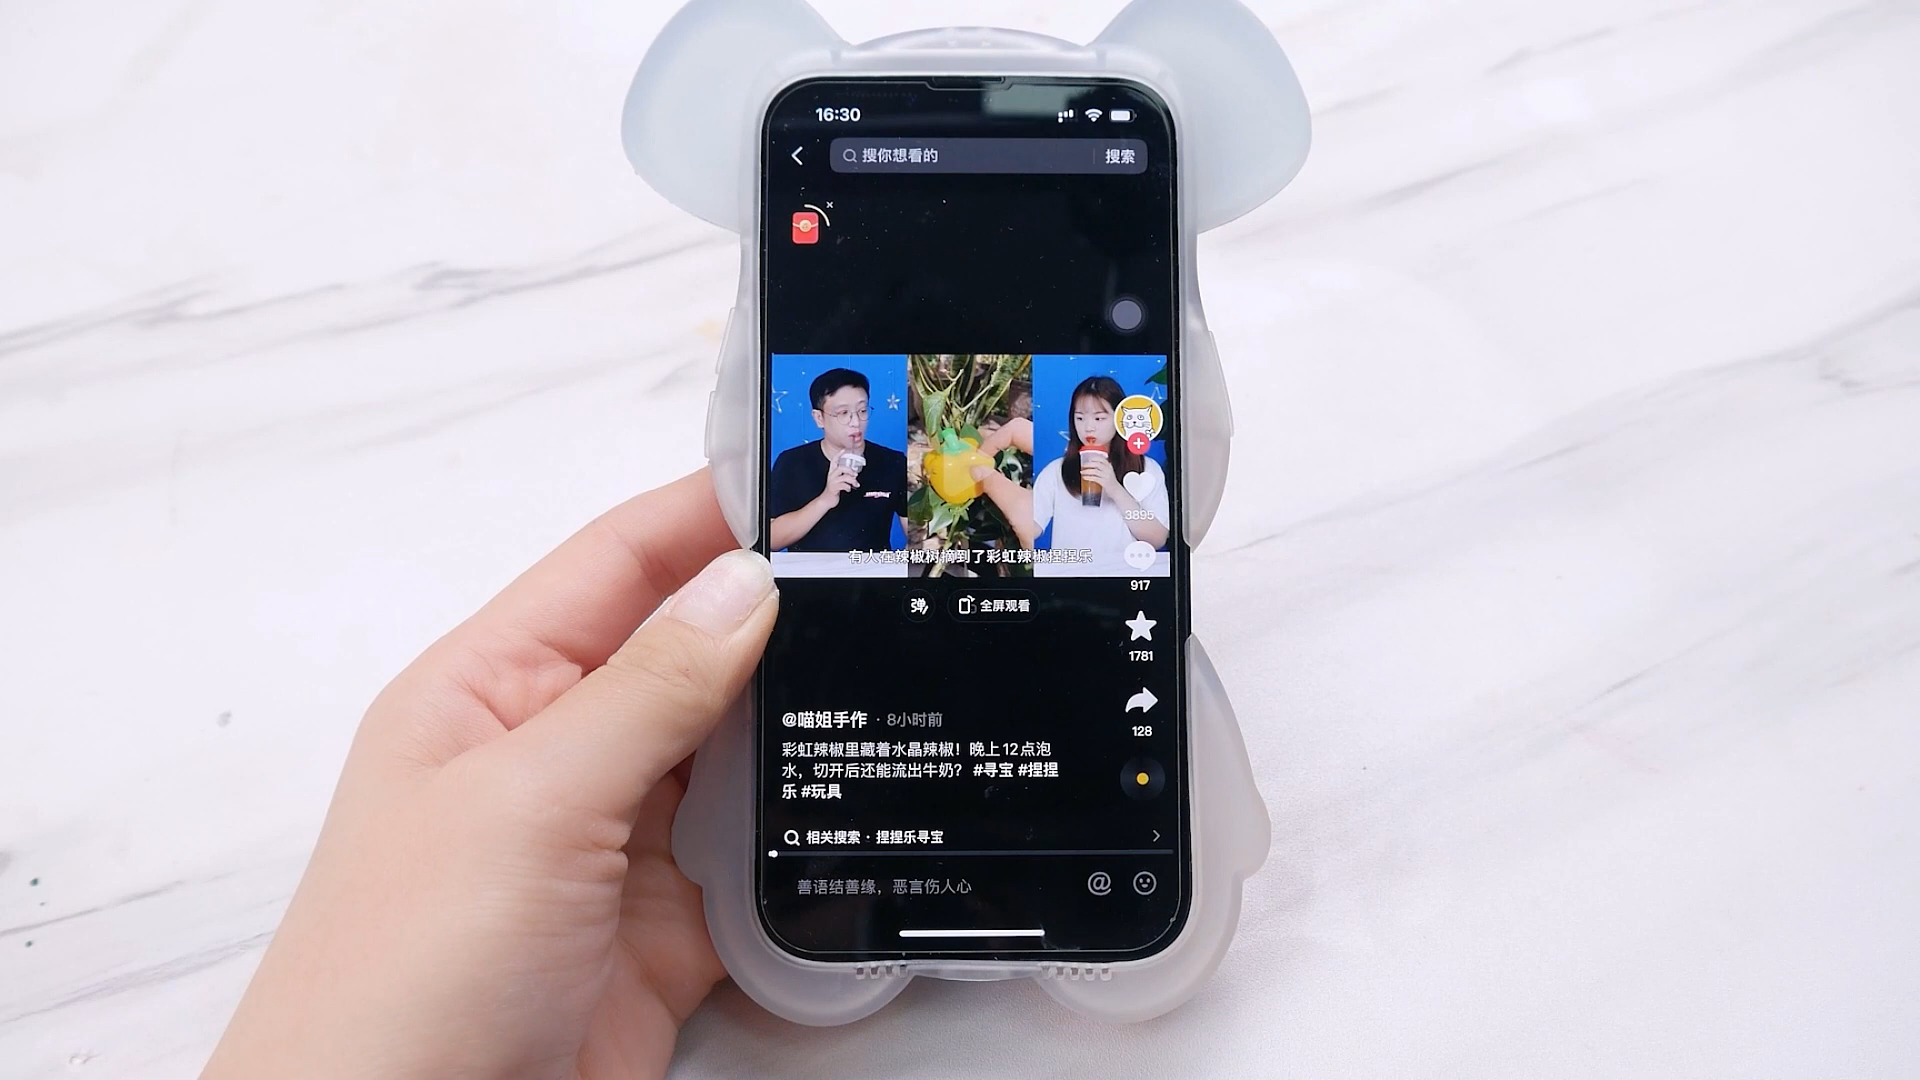 16:30
搜你想看的 搜索
3895
有人在辣椒树摘到了彩虹辣椒捏捏乐
917
弹 全屏观看
1781
@喵姐手作 · 8小时前
128
彩虹辣椒里藏着水晶辣椒！晚上12点泡
水，切开后还能流出牛奶？ #寻宝 #捏捏
乐 #玩具
相关搜索 · 捏捏乐寻宝
善语结善缘，恶言伤人心